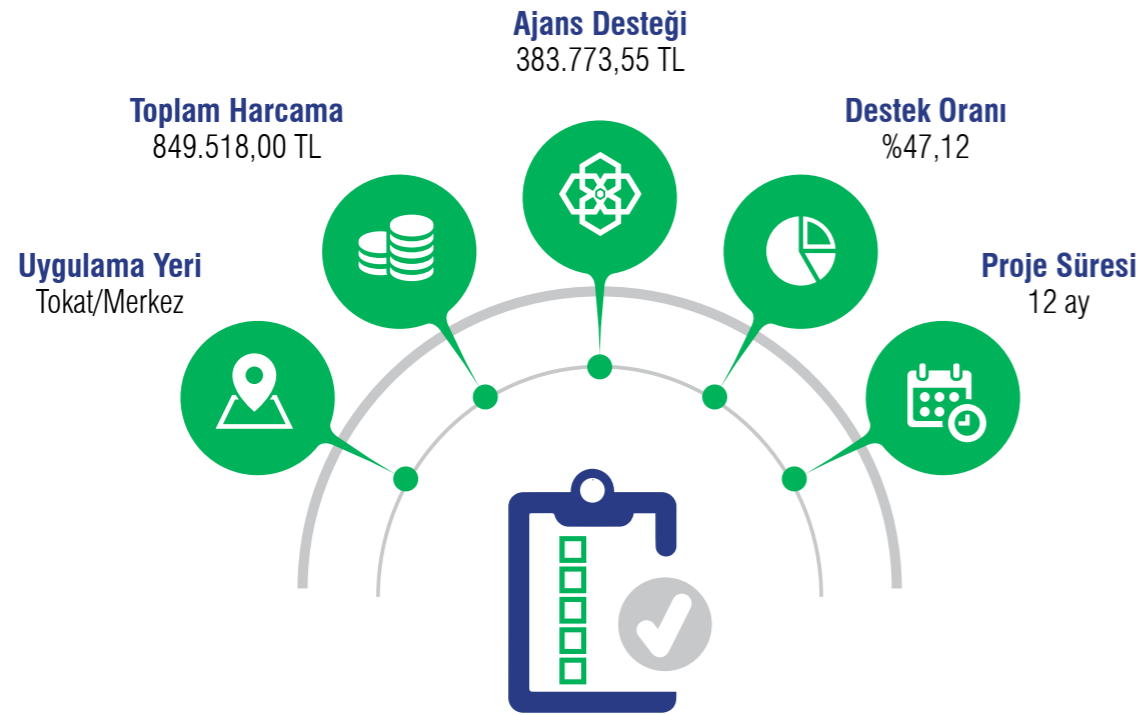 Uygulama Yeri
Tokat/Merkez
Toplam Harcama
849.518,00 TL
Ajans Desteği
383.773,55 TL
Destek Oranı
%47,12
Proje Süresi
12 ay